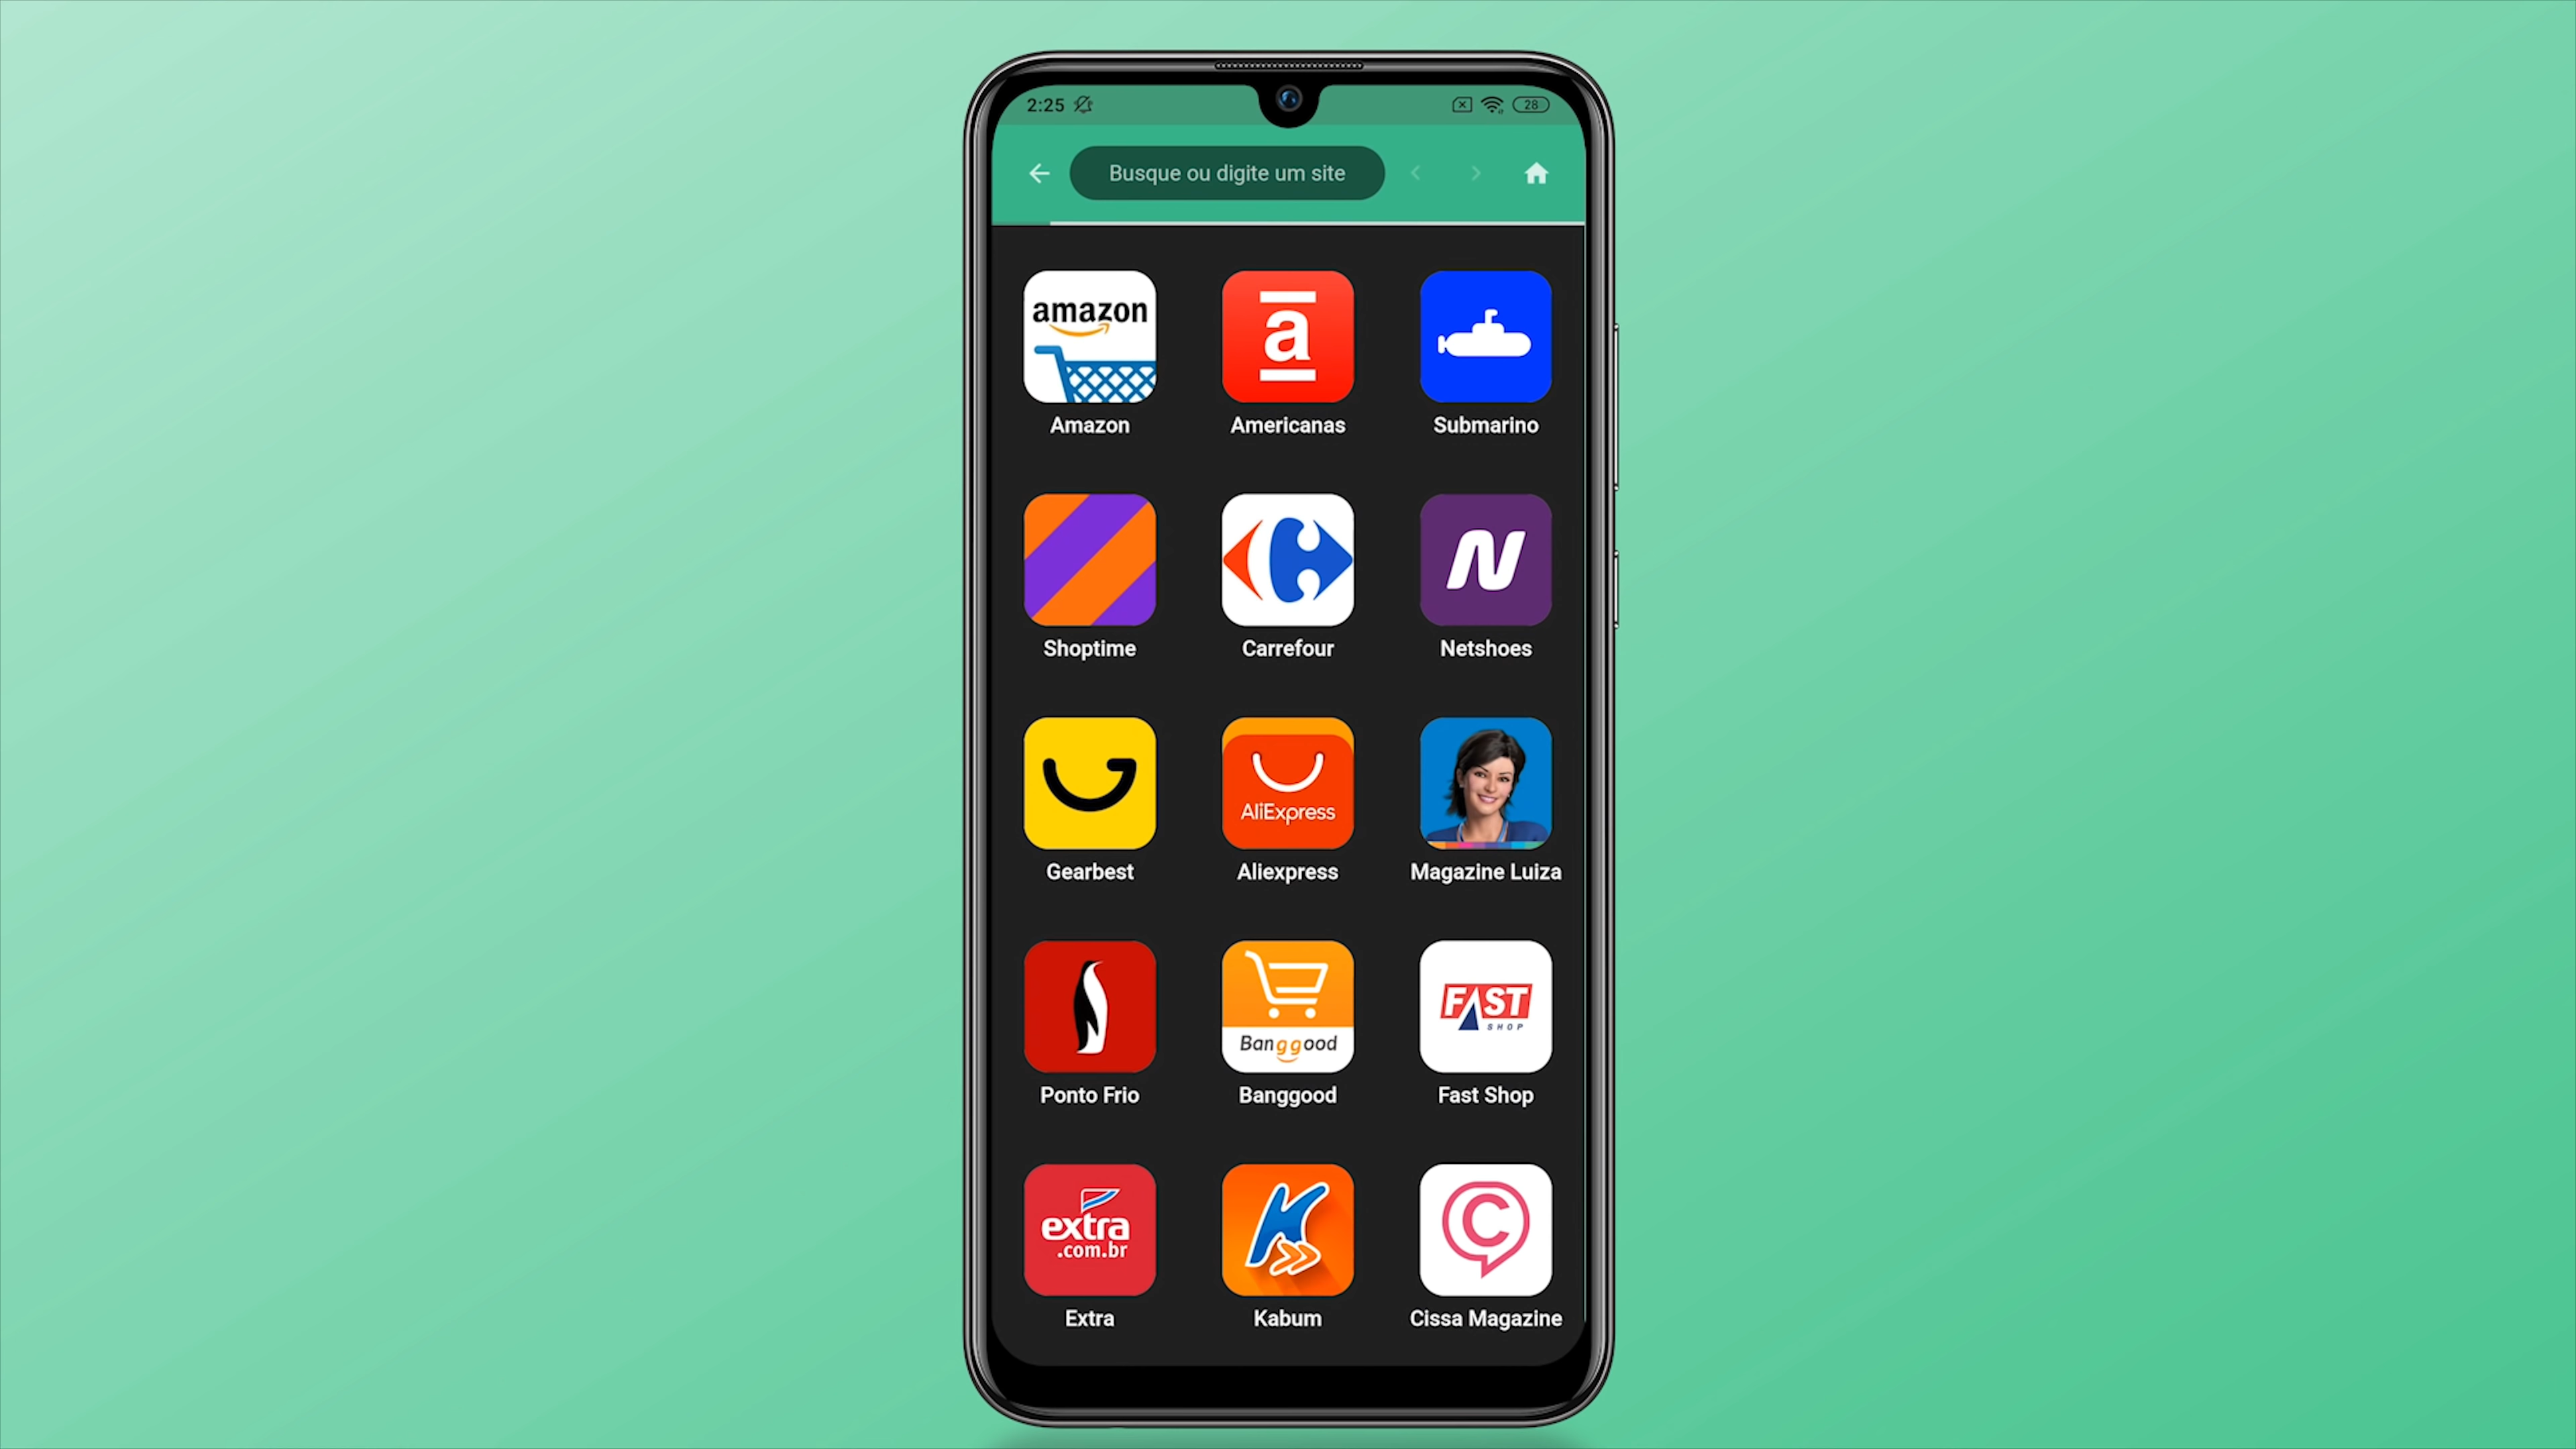 2:25
28
Busque ou digite um site
amazon
a
Amazon
Americanas
Submarino
N
Shoptime
Carrefour
Netshoes
AliExpress
Gearbest
Aliexpress
Magazine Luiza
Banggood
FAST
SHOP
Ponto Frio
Banggood
Fast Shop
extra
.com.br
K
C
Extra
Kabum
Cissa Magazine